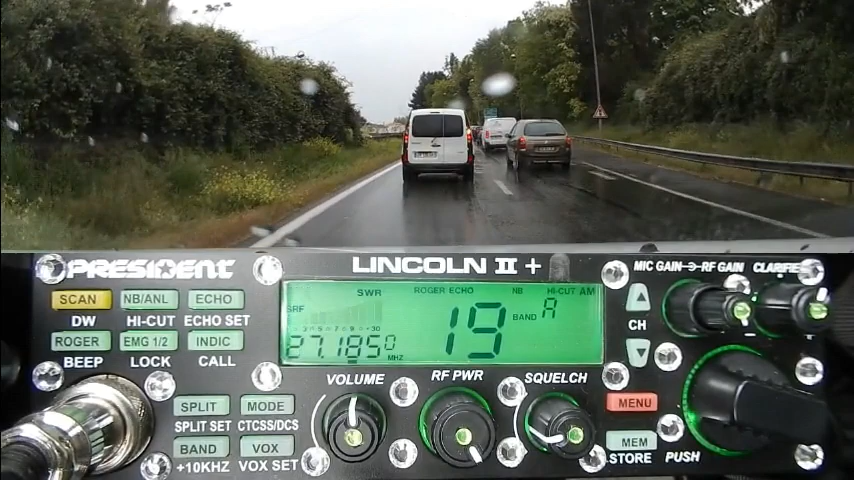 PRESIDENT
LINCOLN II +
MIC GAIN RF GAIN CLARIFIER
SCAN NB/ANL ECHO
DW HI-CUT ECHO SET
ROGER EMG 1/2 INDIC
BEEP LOCK CALL
SPLIT MODE
SPLIT SET CTCSS/DCS
BAND VOX
+10KHZ VOX SET
SWR ROGER ECHO NB HI-CUT AM
SRF
27.1850 MHZ
19
BAND A
CH
VOLUME RF PWR SQUELCH
MENU
MEM
STORE PUSH